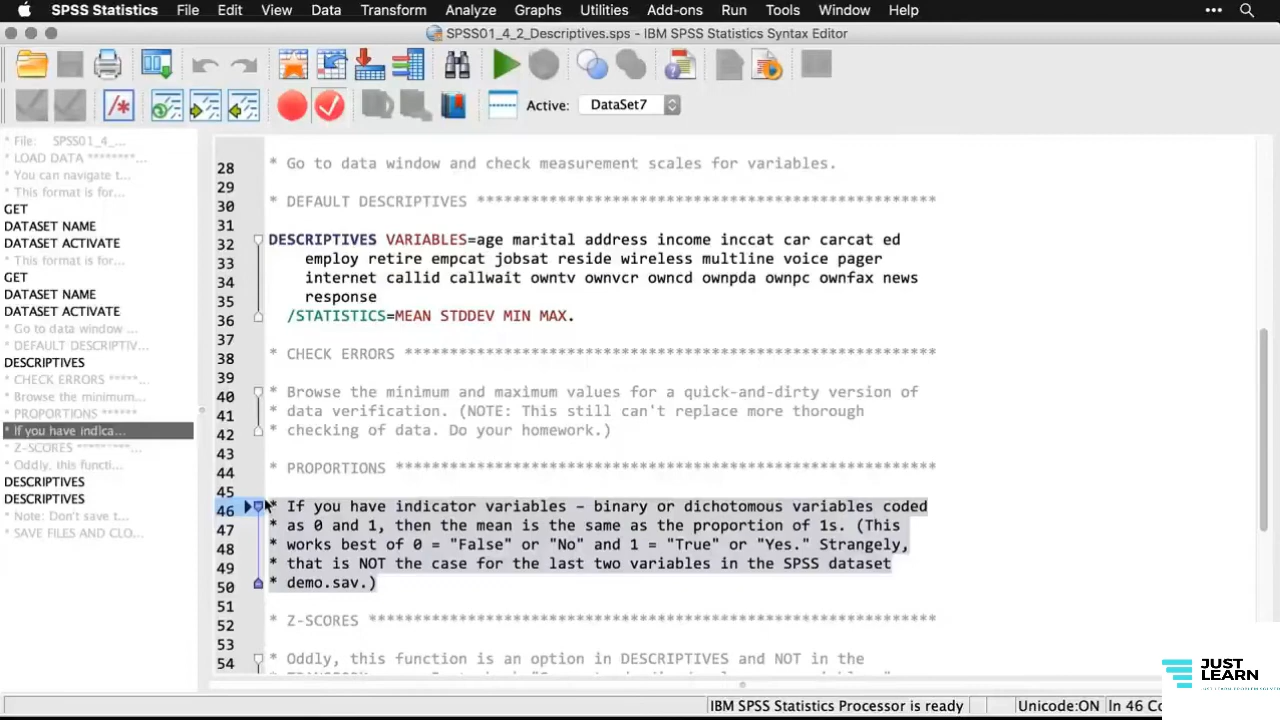 SPSS Statistics File Edit View Data Transform Analyze Graphs Utilities Add-ons Run Tools Window Help
SPSS01_4_2_Descriptives.sps - IBM SPSS Statistics Syntax Editor
Active: DataSet7
* File: SPSS01_4_...
* LOAD DATA ********...
* You can navigate t...
* This format is for...
GET
DATASET NAME
DATASET ACTIVATE
* This format is for...
GET
DATASET NAME
DATASET ACTIVATE
* Go to data window ...
* DEFAULT DESCRIPTIV...
DESCRIPTIVES
* CHECK ERRORS *****...
* Browse the minimum...
* PROPORTIONS ******
* If you have indica...
* Z-SCORES *********...
* Oddly, this functi...
DESCRIPTIVES
DESCRIPTIVES
* Note: Don't save t...
* SAVE FILES AND CLO...
28 * Go to data window and check measurement scales for variables.
29
30 * DEFAULT DESCRIPTIVES ***************************************************
31
32 DESCRIPTIVES VARIABLES=age marital address income inccat car carcat ed
33 employ retire empcat jobsat reside wireless multline voice pager
34 internet callid callwait owntv ownvcr owncd ownpda ownpc ownfax news
35 response
36 /STATISTICS=MEAN STDDEV MIN MAX.
37
38 * CHECK ERRORS ***********************************************************
39
40 * Browse the minimum and maximum values for a quick-and-dirty version of
41 * data verification. (NOTE: This still can't replace more thorough
42 * checking of data. Do your homework.)
43
44 * PROPORTIONS ************************************************************
45
46 * If you have indicator variables – binary or dichotomous variables coded
47 * as 0 and 1, then the mean is the same as the proportion of 1s. (This
48 * works best of 0 = "False" or "No" and 1 = "True" or "Yes." Strangely,
49 * that is NOT the case for the last two variables in the SPSS dataset
50 * demo.sav.)
51
52 * Z-SCORES ***************************************************************
53
54 * Oddly, this function is an option in DESCRIPTIVES and NOT in the
IBM SPSS Statistics Processor is ready Unicode:ON In 46 Co
JUST
LEARN